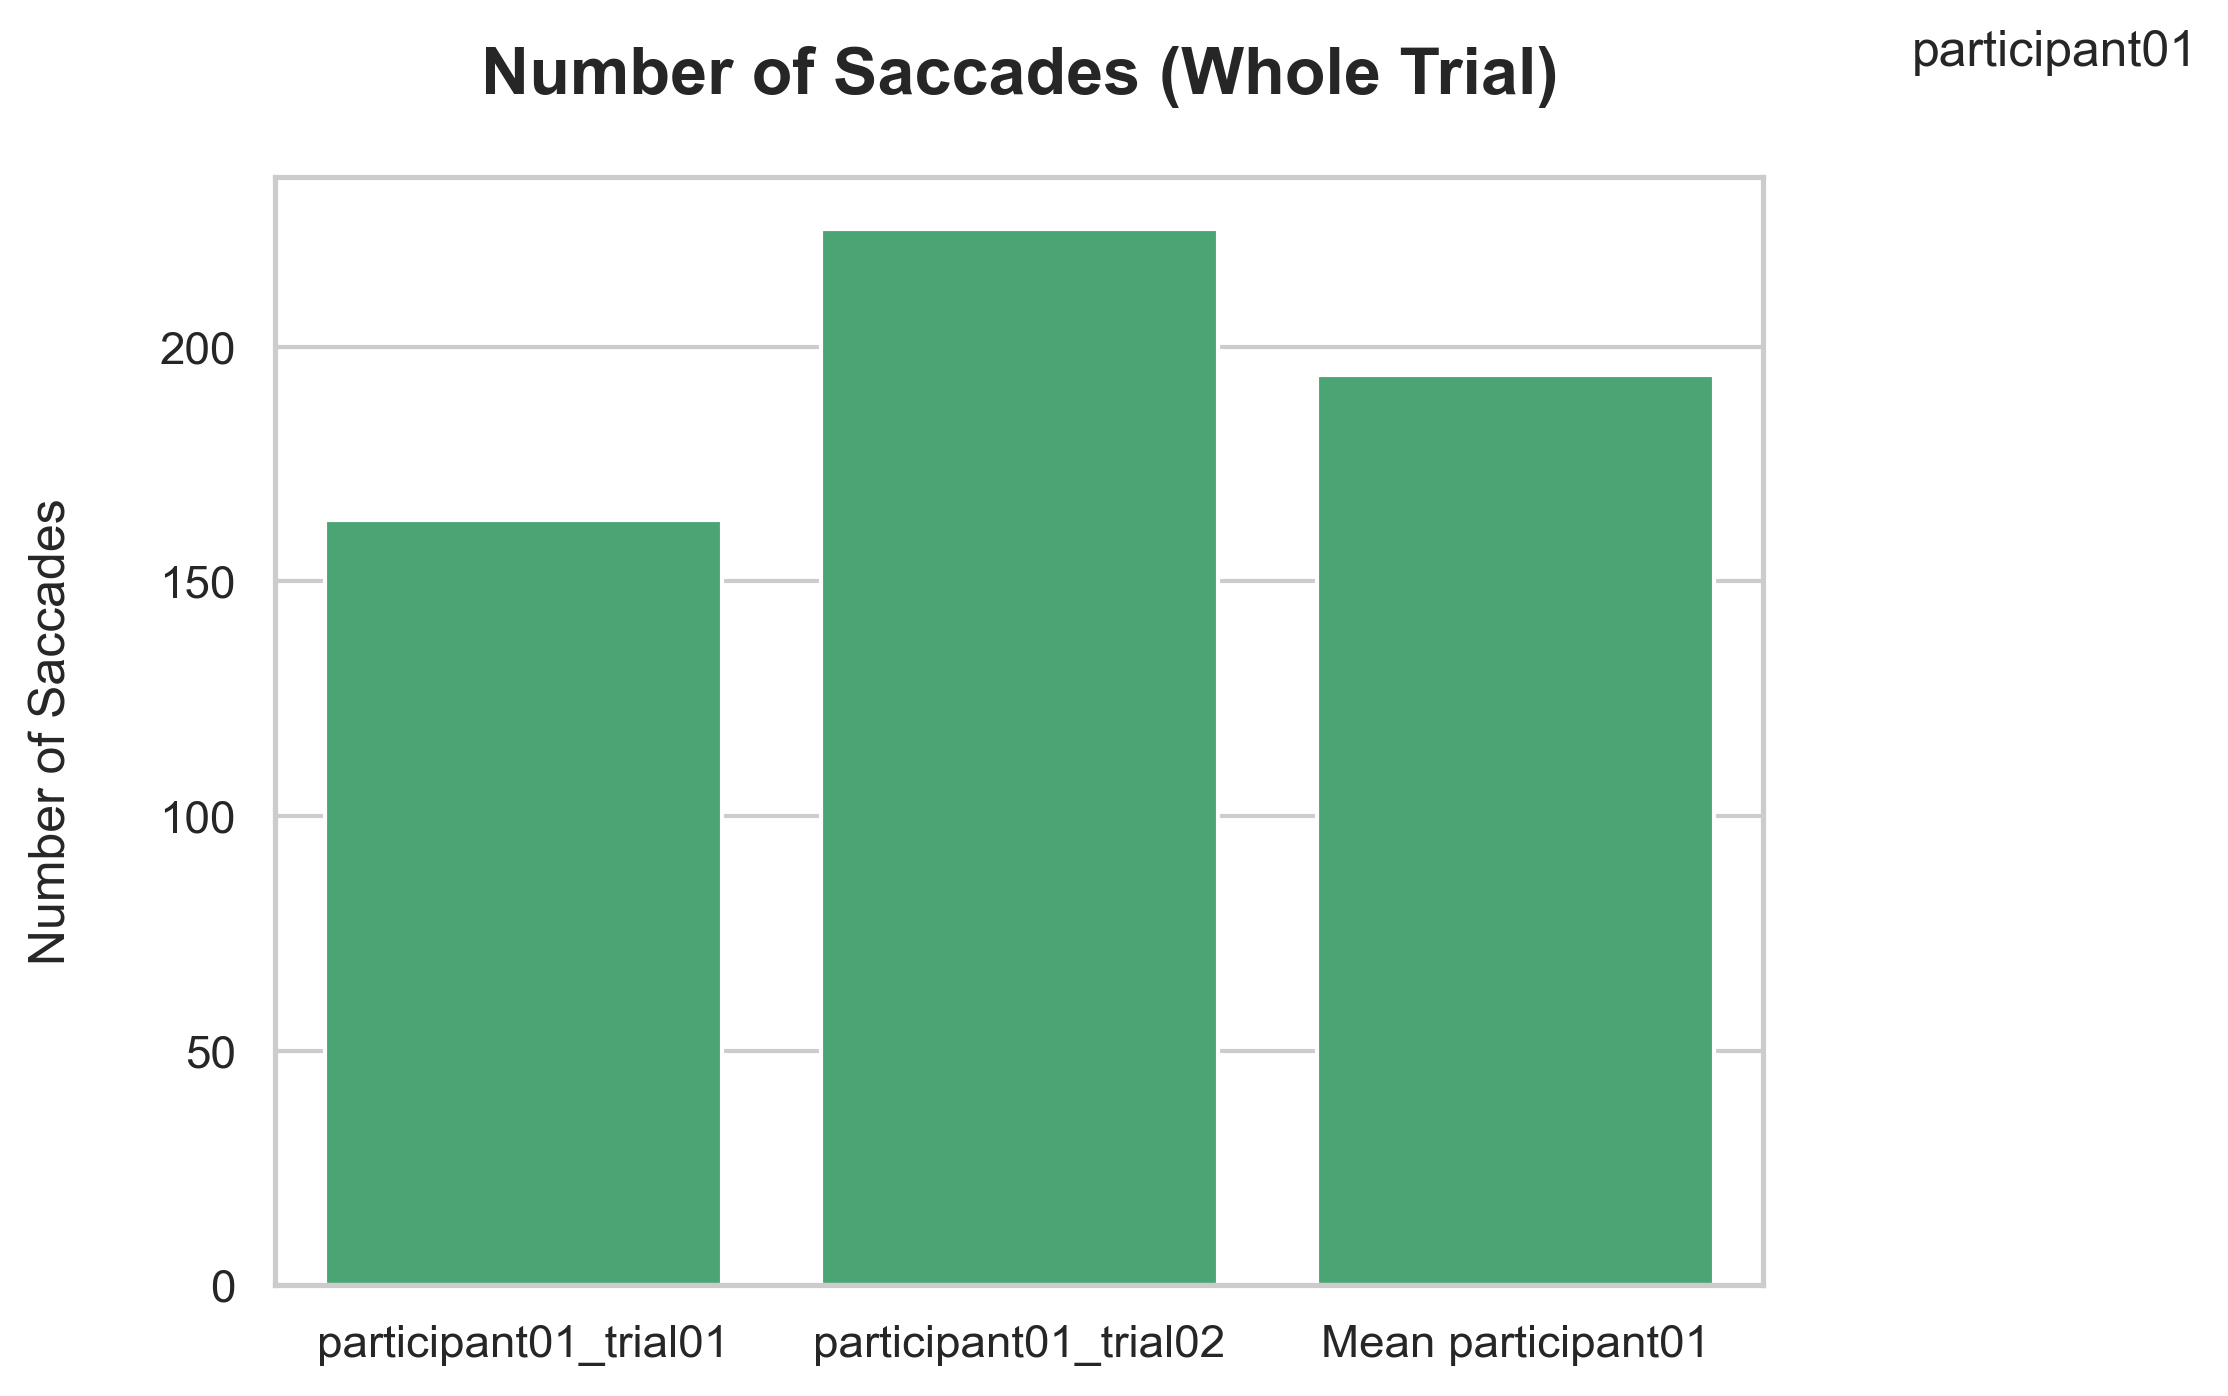 Number of Saccades (Whole Trial)
participant01
Number of Saccades
200
150
100
50
0
participant01_trial01
participant01_trial02
Mean participant01